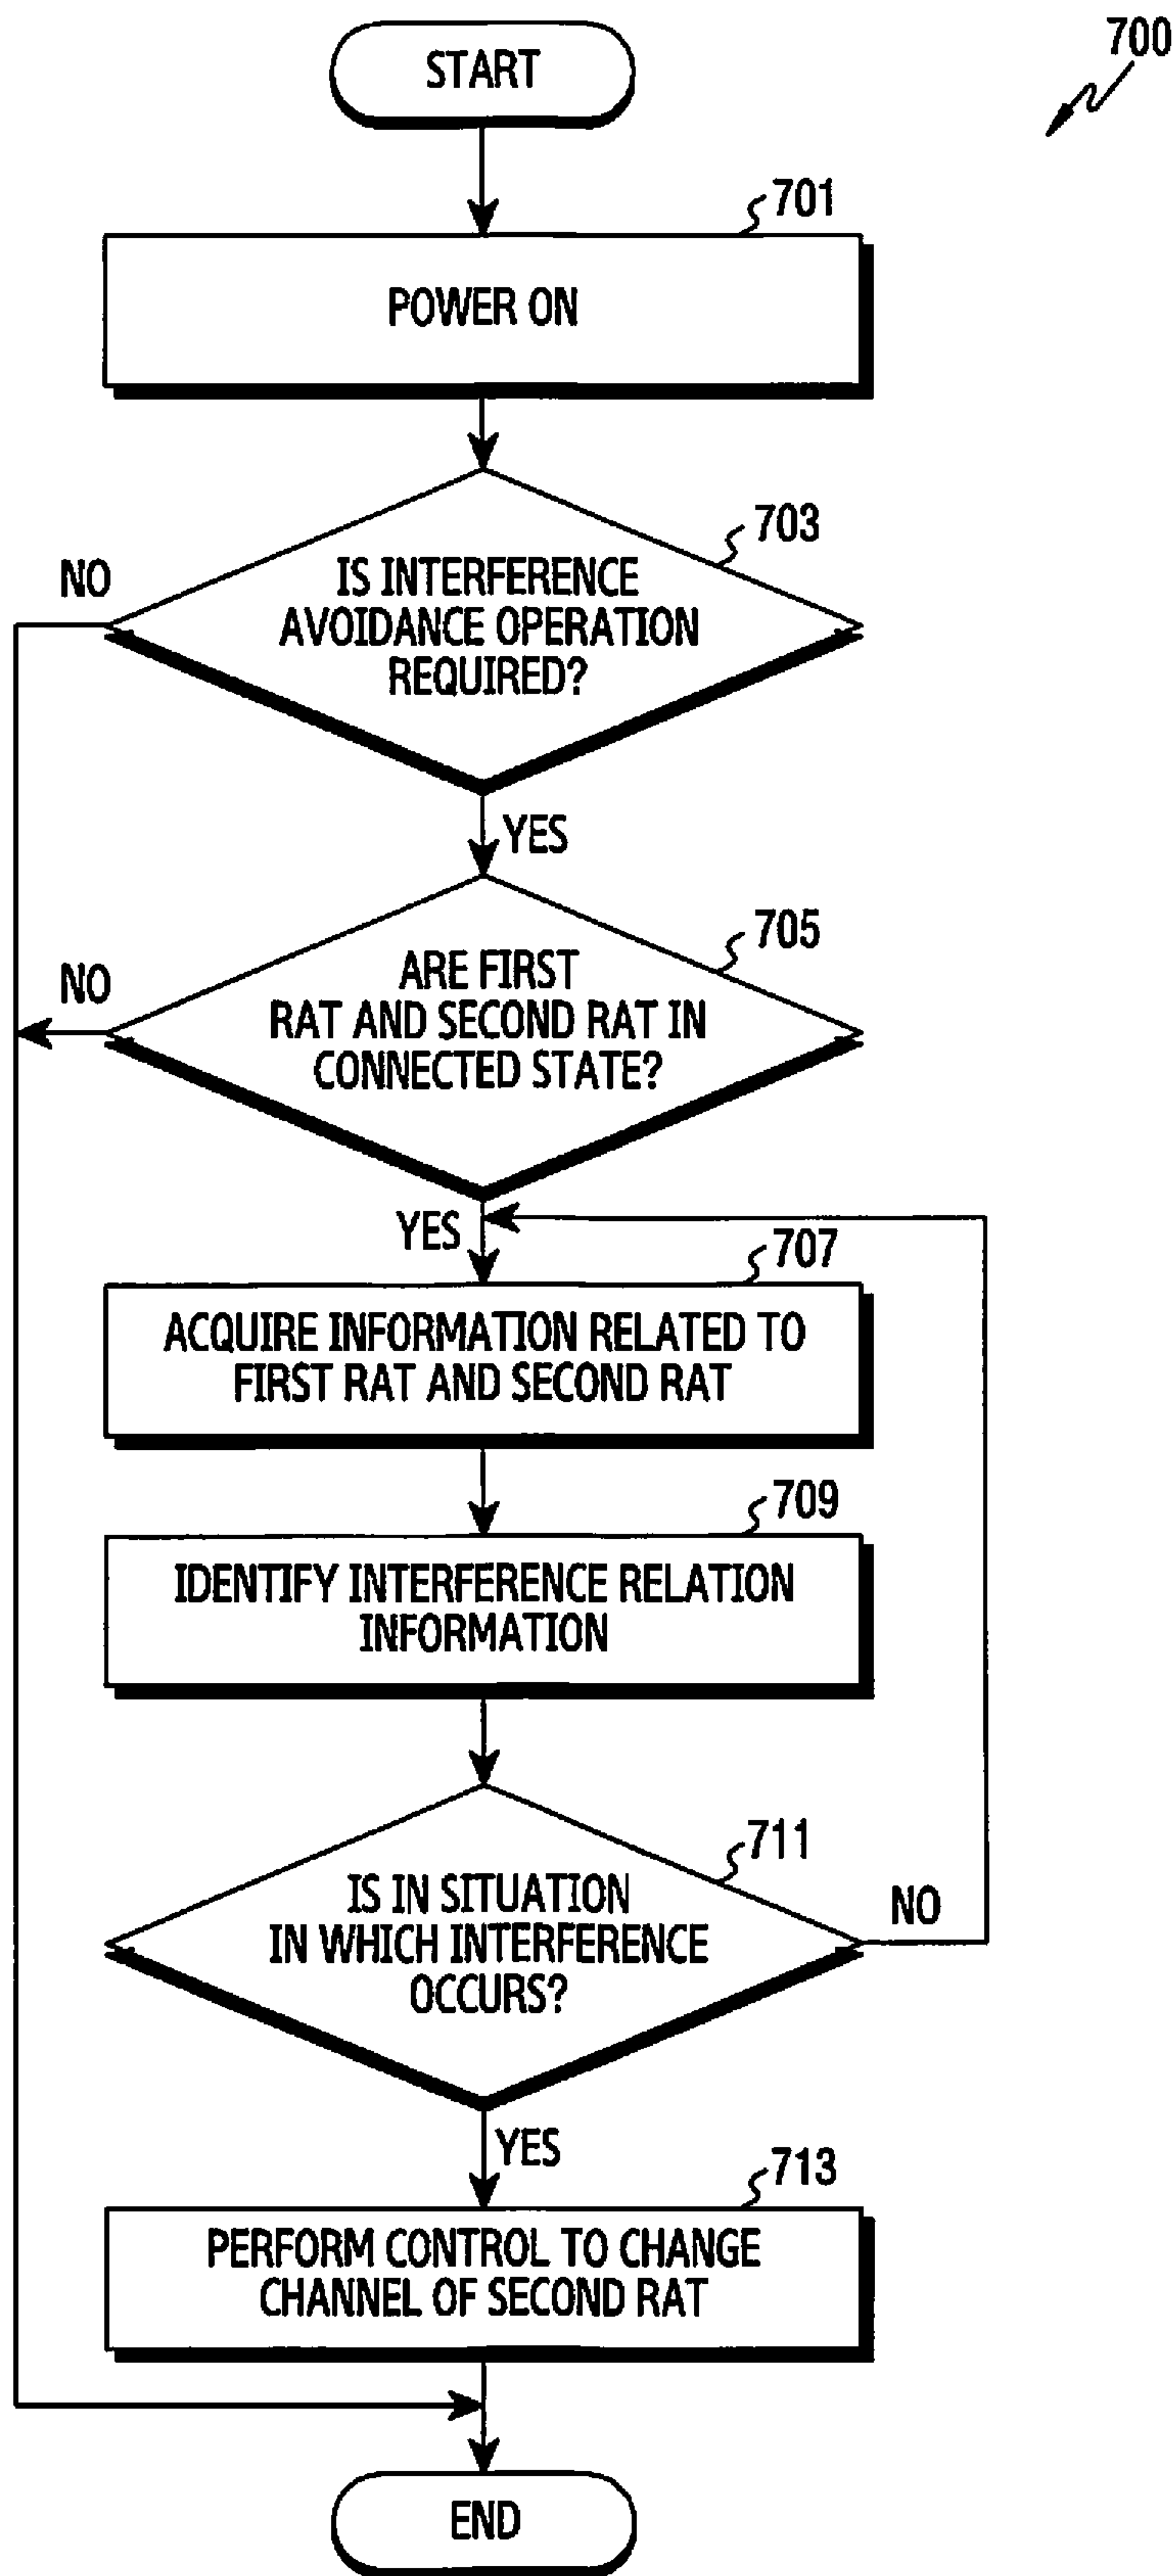 START
700
701
POWER ON
703
NO
IS INTERFERENCE
AVOIDANCE OPERATION
REQUIRED?
YES
705
NO
ARE FIRST
RAT AND SECOND RAT IN
CONNECTED STATE?
YES
707
ACQUIRE INFORMATION RELATED TO
FIRST RAT AND SECOND RAT
709
IDENTIFY INTERFERENCE RELATION
INFORMATION
711
IS IN SITUATION
IN WHICH INTERFERENCE
OCCURS?
NO
YES
713
PERFORM CONTROL TO CHANGE
CHANNEL OF SECOND RAT
END